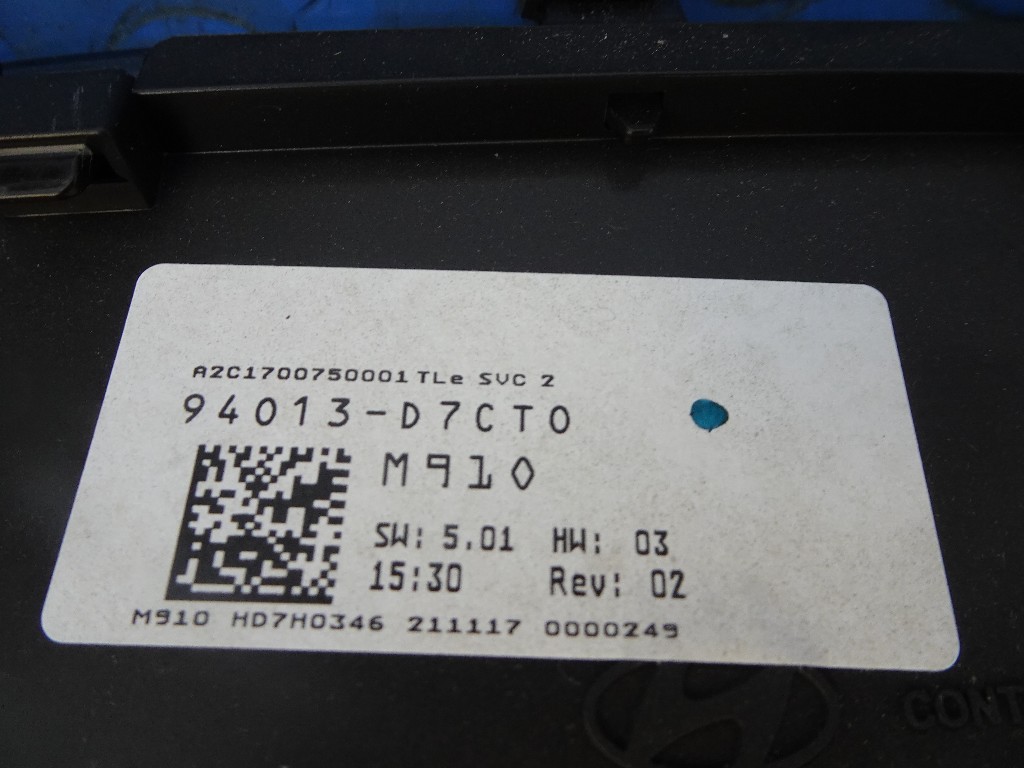 A2C1700750001 TLe SVC 2
94013-D7CT0
M910
SW: 5.01 HW: 03
15:30 Rev: 02
M910 HD7H0346 211117 0000249
CONT